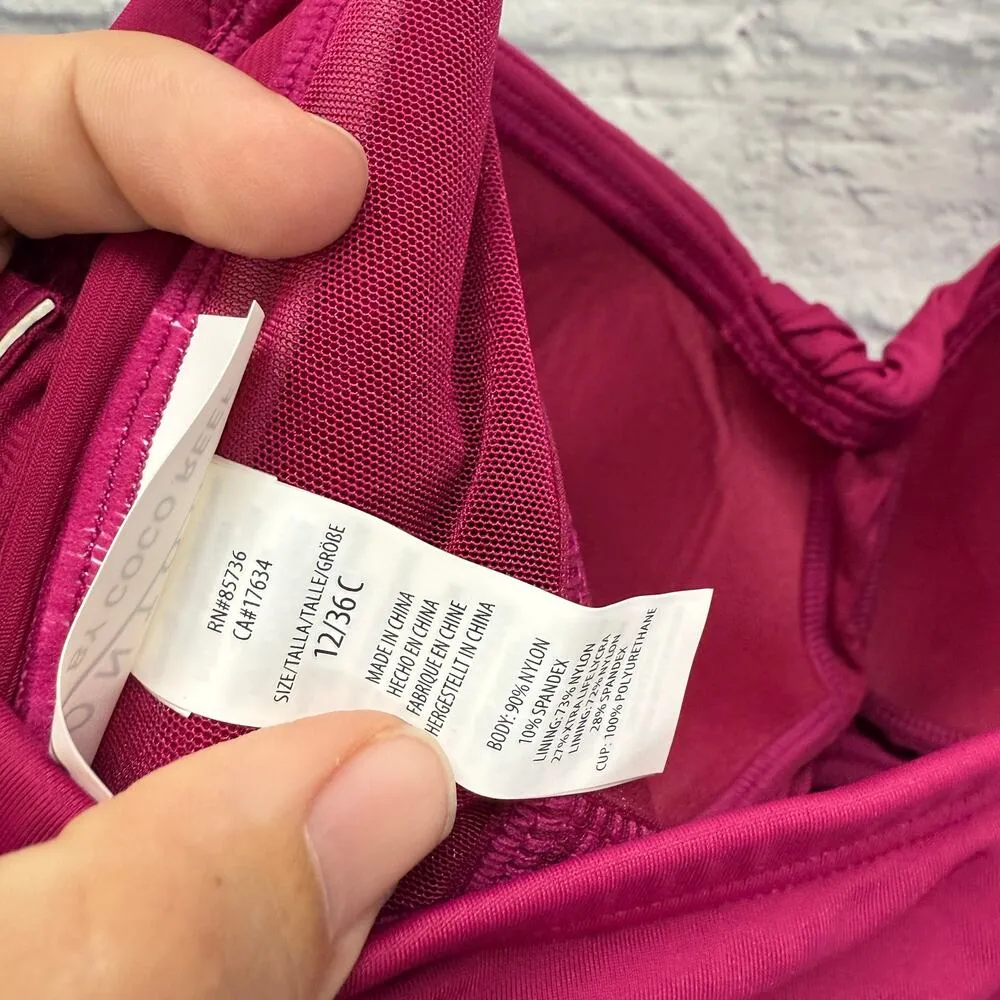 RN#85736
CA#17634
SIZE/TALLA/TALLE/GRÖßE
12/36 C
MADE IN CHINA
HECHO EN CHINA
FABRIQUE EN CHINE
HERGESTELLT IN CHINA
BODY: 90% NYLON
10% SPANDEX
LINING: 73% NYLON
27% XTRA LIFE LYCRA
LINING: 72% NYLON
28% SPANDEX
CUP: 100% POLYURETHANE
BY COCO REEF